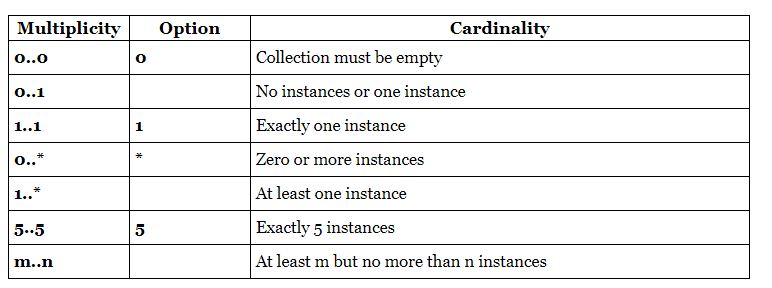 Multiplicity Option Cardinality
0..0 0 Collection must be empty
0..1 No instances or one instance
1..1 1 Exactly one instance
0..* * Zero or more instances
1..* At least one instance
5..5 5 Exactly 5 instances
m..n At least m but no more than n instances